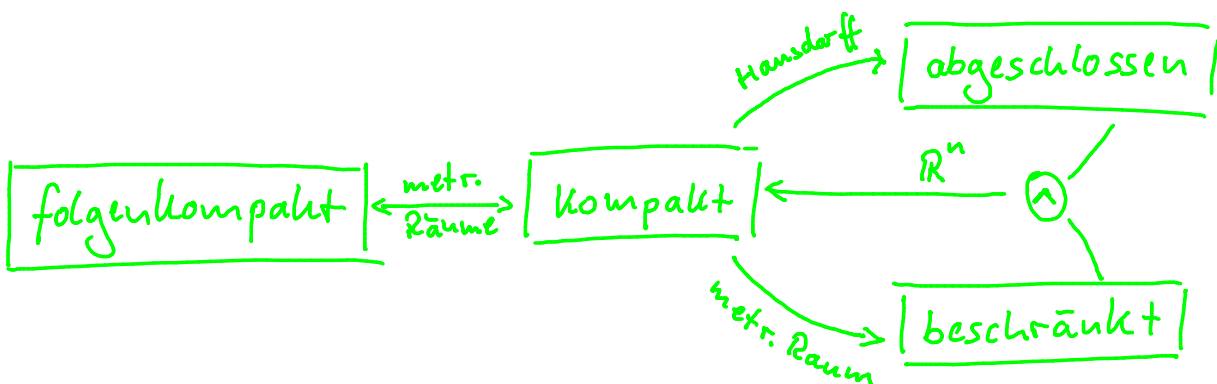 Hausdorff
abgeschlossen
folgenkompakt
metr.
Räume
kompakt
ℝⁿ
∧
metr. Raum
beschränkt